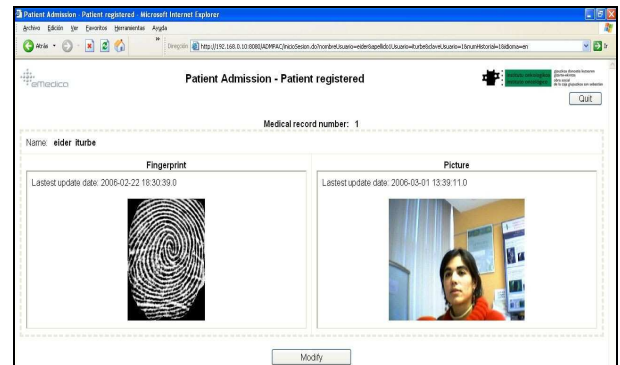 Patient Admission - Patient registered - Microsoft Internet Explorer
Archivo Edición Ver Favoritos Herramientas Ayuda
Atrás
Dirección http://192.168.0.10:8080/ADMPAC/InicioSesion.do?nombreUsuario=eider&apellidoUsuario=iturbe&claveUsuario=1&numHistorial=1&idioma=en
Ir
eMedico
Patient Admission - Patient registered
Quit
Medical record number: 1
Name: eider iturbe
Fingerprint
Picture
Lastest update date: 2006-02-22 18:30:39.0
Lastest update date: 2006-03-01 13:39:11.0
Modify